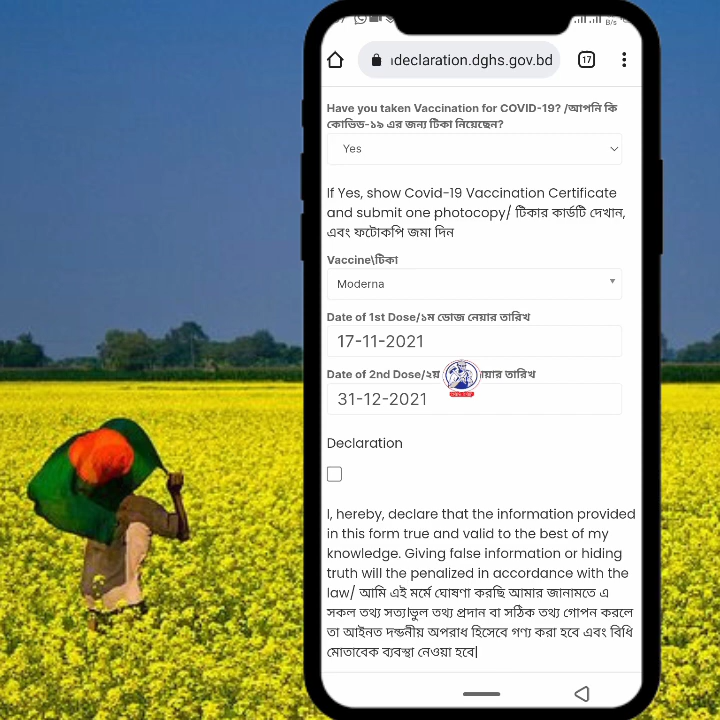 declaration.dghs.gov.bd
17
B/s
Have you taken Vaccination for COVID-19? /আপনি কি
কোভিড-১৯ এর জন্য টিকা নিয়েছেন?
Yes
If Yes, show Covid-19 Vaccination Certificate
and submit one photocopy/ টিকার কার্ডটি দেখান,
এবং ফটোকপি জমা দিন
Vaccine\টিকা
Moderna
Date of 1st Dose/১ম ডোজ নেয়ার তারিখ
17-11-2021
Date of 2nd Dose/২য় য়ার তারিখ
31-12-2021
Declaration
I, hereby, declare that the information provided
in this form true and valid to the best of my
knowledge. Giving false information or hiding
truth will the penalized in accordance with the
law/ আমি এই মর্মে ঘোষণা করছি আমার জানামতে এ
সকল তথ্য সত্য।ভুল তথ্য প্রদান বা সঠিক তথ্য গোপন করলে
তা আইনত দন্ডনীয় অপরাধ হিসেবে গণ্য করা হবে এবং বিধি
মোতাবেক ব্যবস্থা নেওয়া হবে|